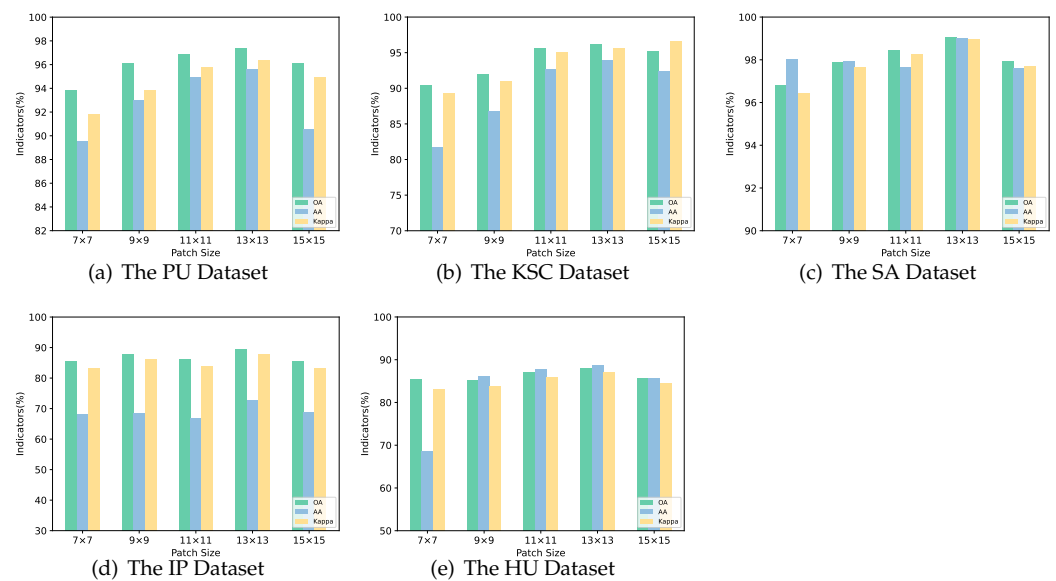 100
98
96
94
92
90
88
86
84
82
Indicators(%)
OA
AA
Kappa
7×7 9×9 11×11 13×13 15×15
Patch Size
(a) The PU Dataset
100
95
90
85
80
75
70
Indicators(%)
OA
AA
Kappa
7×7 9×9 11×11 13×13 15×15
Patch Size
(b) The KSC Dataset
100
98
96
94
92
90
Indicators(%)
OA
AA
Kappa
7×7 9×9 11×11 13×13 15×15
Patch Size
(c) The SA Dataset
100
90
80
70
60
50
40
30
Indicators(%)
OA
AA
Kappa
7×7 9×9 11×11 13×13 15×15
Patch Size
(d) The IP Dataset
100
90
80
70
60
50
Indicators(%)
OA
AA
Kappa
7×7 9×9 11×11 13×13 15×15
Patch Size
(e) The HU Dataset